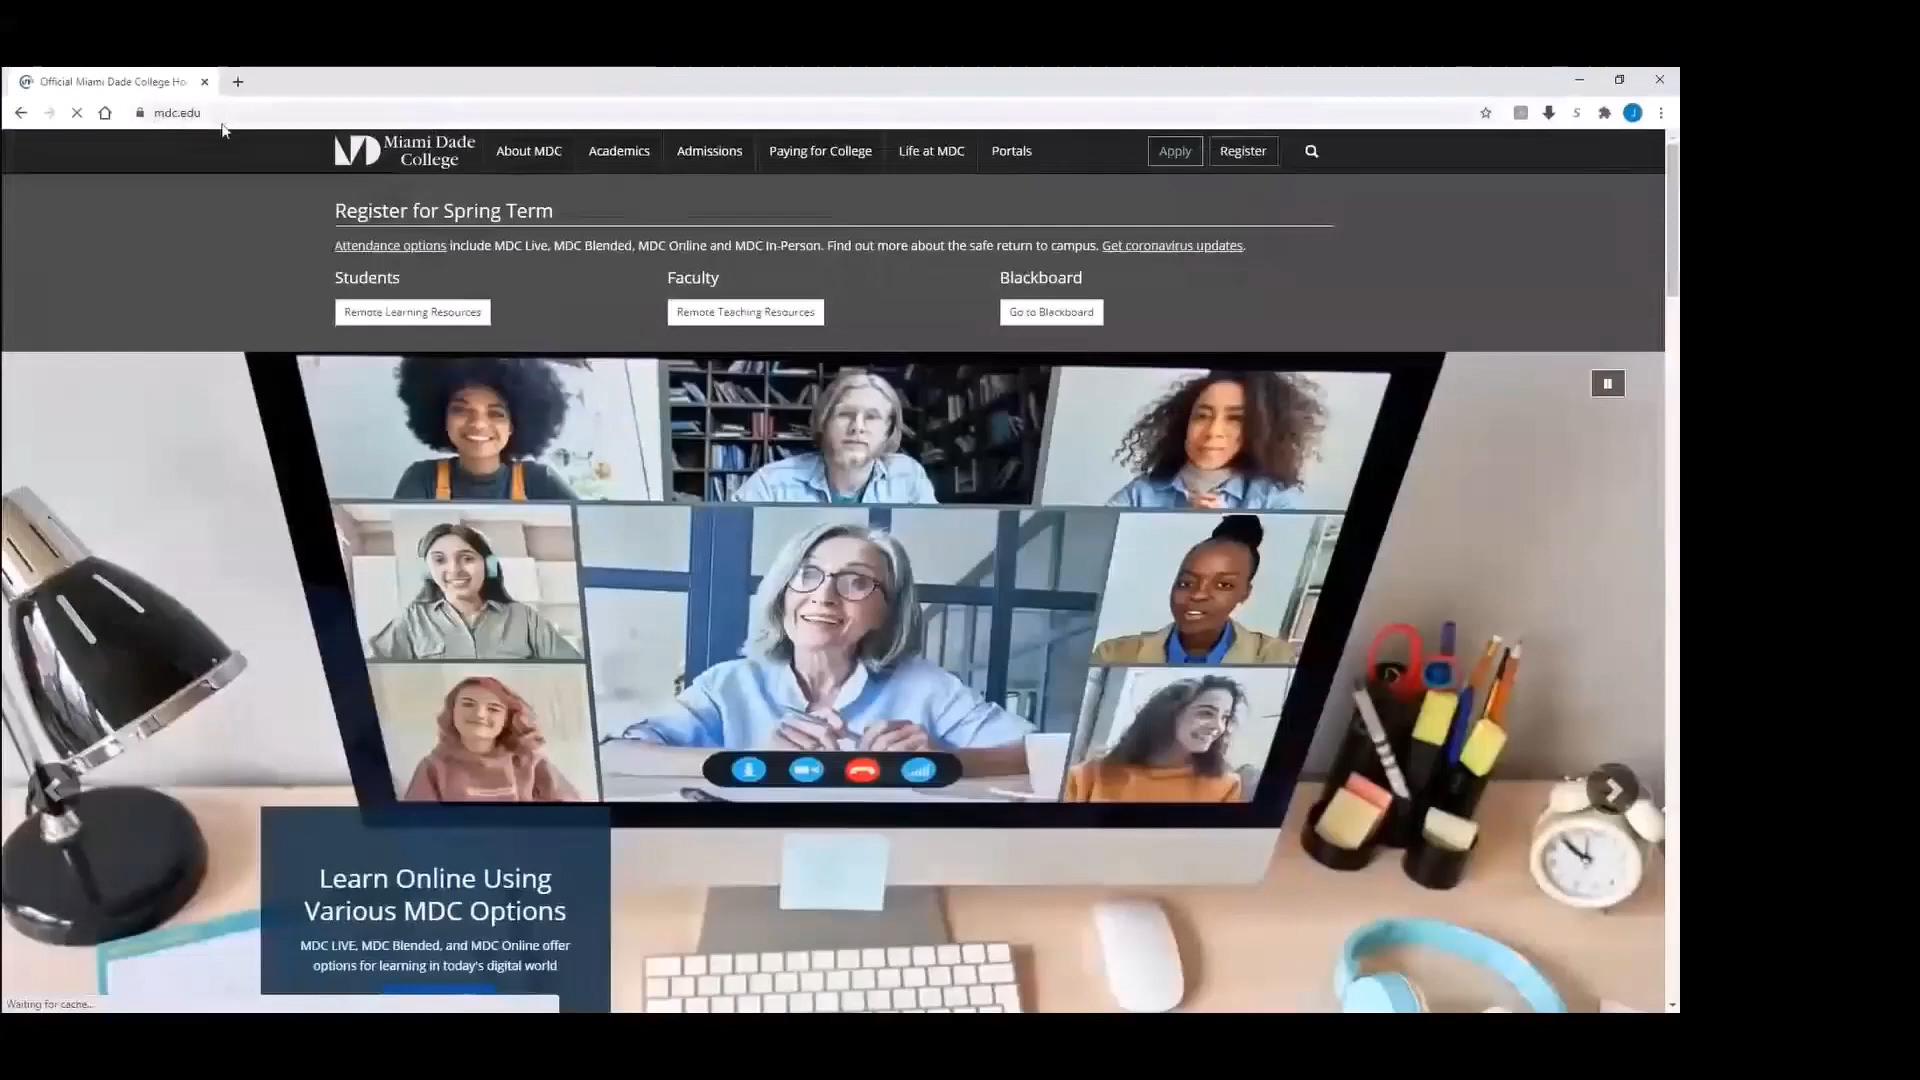 Official Miami Dade College Ho
mdc.edu
J
S
Miami Dade
College
About MDC
Academics
Admissions
Paying for College
Life at MDC
Portals
Apply
Register
Register for Spring Term
Attendance options include MDC Live, MDC Blended, MDC Online and MDC In-Person. Find out more about the safe return to campus. Get coronavirus updates.
Students
Faculty
Blackboard
Remote Learning Resources
Remote Teaching Resources
Go to Blackboard
Learn Online Using
Various MDC Options
MDC LIVE, MDC Blended, and MDC Online offer
options for learning in today's digital world
Waiting for cache...